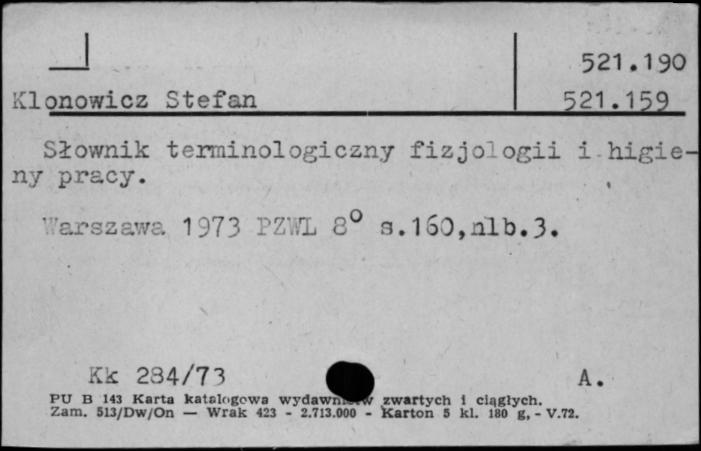 521.190
Klonowicz Stefan 521.159
Słownik terminologiczny fizjologii i higie-
ny pracy.
Warszawa 1973 PZWL 8° s.160,nlb.3.
Kk 284/73 A.
PU B 143 Karta katalogowa zwartych i ciągłych.
Zam. 513/Dw/On — Wrak 423 - 2.713.000 - Karton 5 kl. 180 g, - V.72.